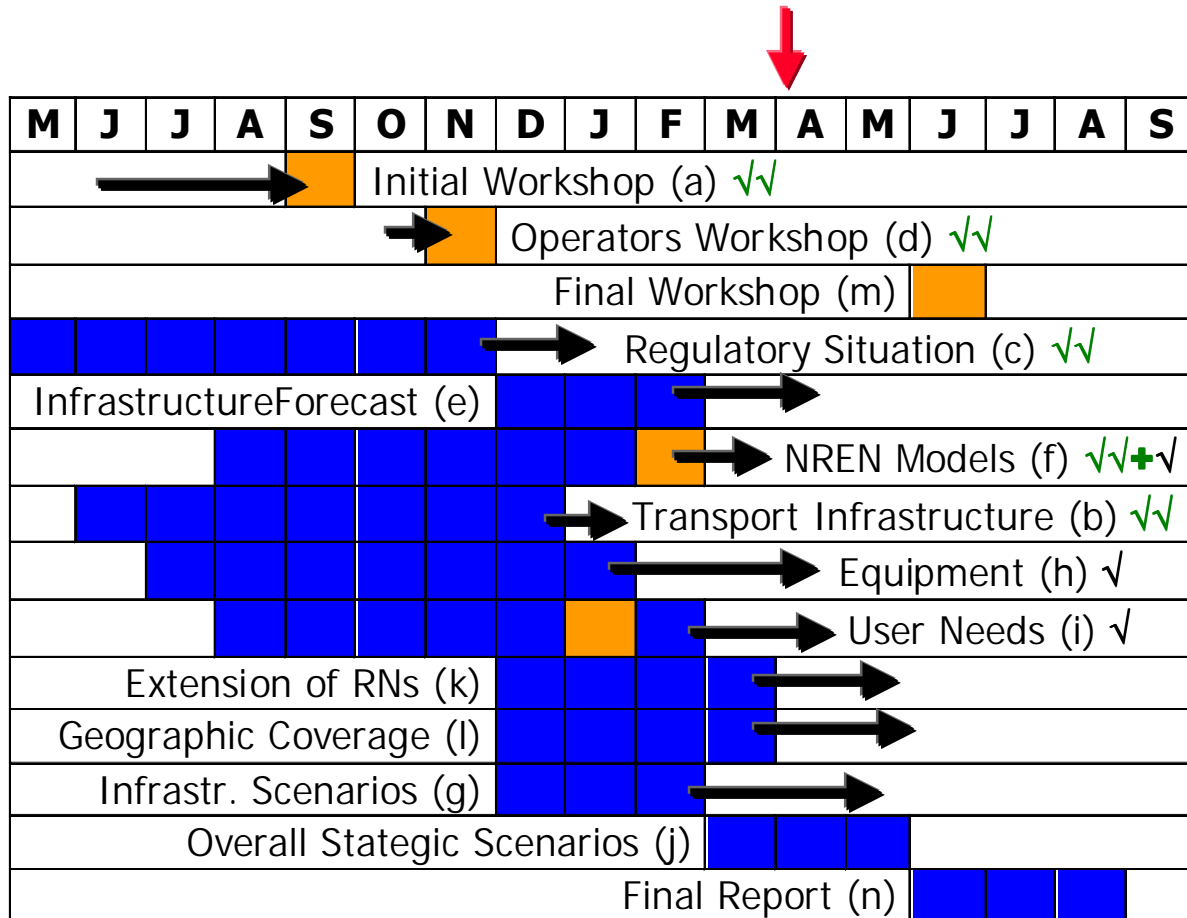 M J J A S O N D J F M A M J J A S
Initial Workshop (a) √√
Operators Workshop (d) √√
Final Workshop (m)
Regulatory Situation (c) √√
InfrastructureForecast (e)
NREN Models (f) √√+√
Transport Infrastructure (b) √√
Equipment (h) √
User Needs (i) √
Extension of RNs (k)
Geographic Coverage (l)
Infrastr. Scenarios (g)
Overall Stategic Scenarios (j)
Final Report (n)